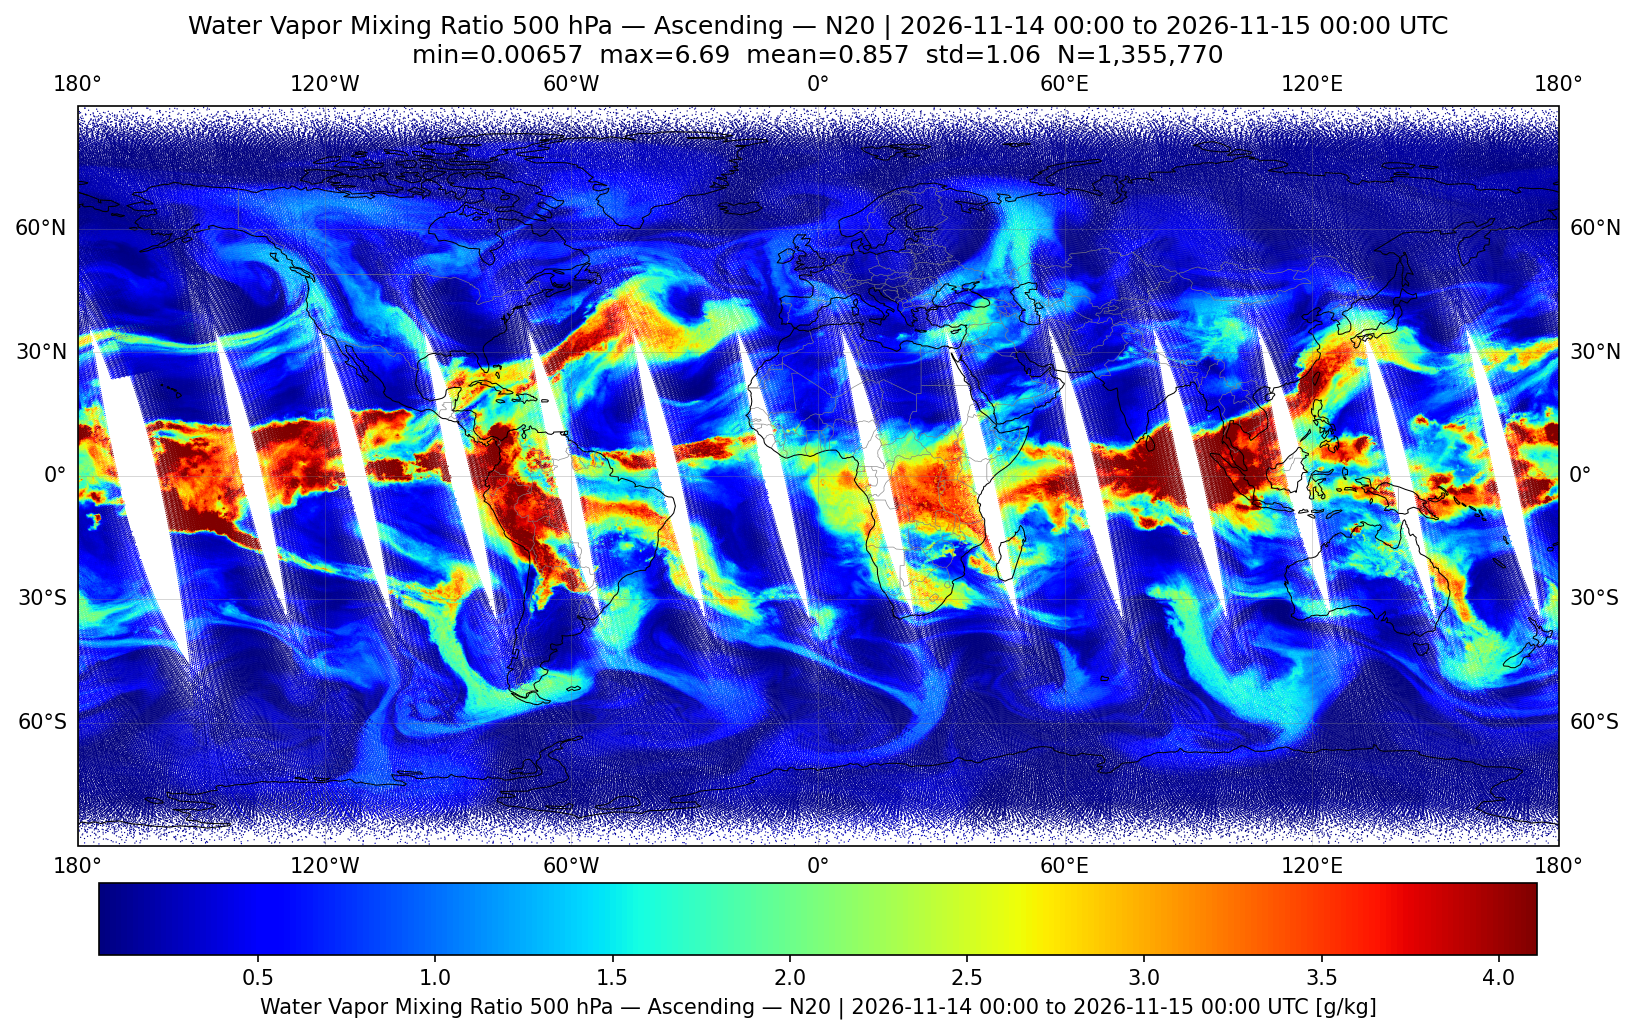 Water Vapor Mixing Ratio 500 hPa — Ascending — N20 | 2026-11-14 00:00 to 2026-11-15 00:00 UTC
min=0.00657 max=6.69 mean=0.857 std=1.06 N=1,355,770
180° 120°W 60°W 0° 60°E 120°E 180°
60°N 60°N
30°N 30°N
0° 0°
30°S 30°S
60°S 60°S
180° 120°W 60°W 0° 60°E 120°E 180°
0.5 1.0 1.5 2.0 2.5 3.0 3.5 4.0
Water Vapor Mixing Ratio 500 hPa — Ascending — N20 | 2026-11-14 00:00 to 2026-11-15 00:00 UTC [g/kg]